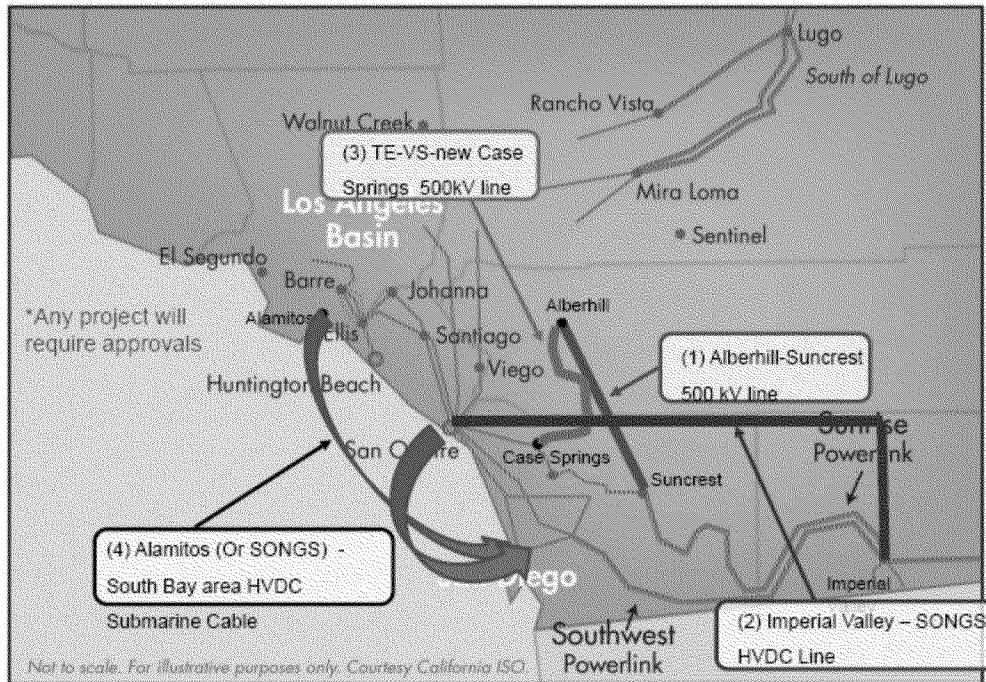 Lugo
South of Lugo
Rancho Vista
Walnut Creek
(3) TE-VS-new Case
Springs 500kV line
Mira Loma
Los Angeles
Basin
Sentinel
El Segundo
Barre
Johanna
Alberhill
Alamitos
*Any project will
require approvals
Ellis
Santiago
(1) Alberhill-Suncrest
500 kV line
Viego
Huntington Beach
Sunrise
Powerlink
San
Case Springs
Suncrest
(4) Alamitos (Or SONGS) -
South Bay area HVDC
Submarine Cable
Diego
Imperial
(2) Imperial Valley – SONGS
HVDC Line
Southwest
Powerlink
Not to scale. For illustrative purposes only. Courtesy California ISO.